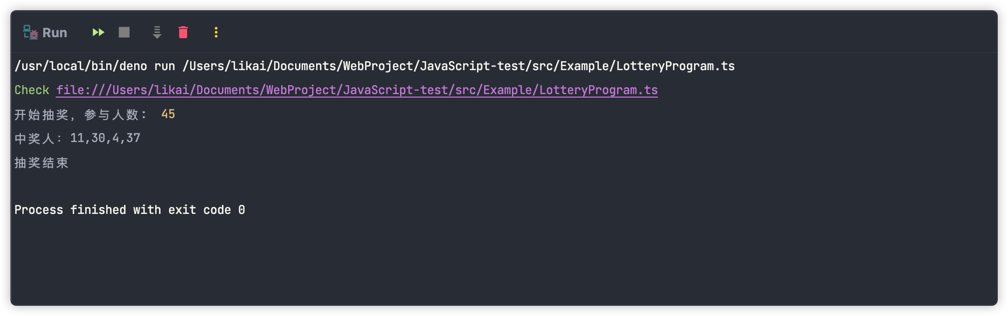 Run
/usr/local/bin/deno run /Users/likai/Documents/WebProject/JavaScript-test/src/Example/LotteryProgram.ts
Check file:///Users/likai/Documents/WebProject/JavaScript-test/src/Example/LotteryProgram.ts
开始抽奖，参与人数： 45
中奖人：11,30,4,37
抽奖结束
Process finished with exit code 0